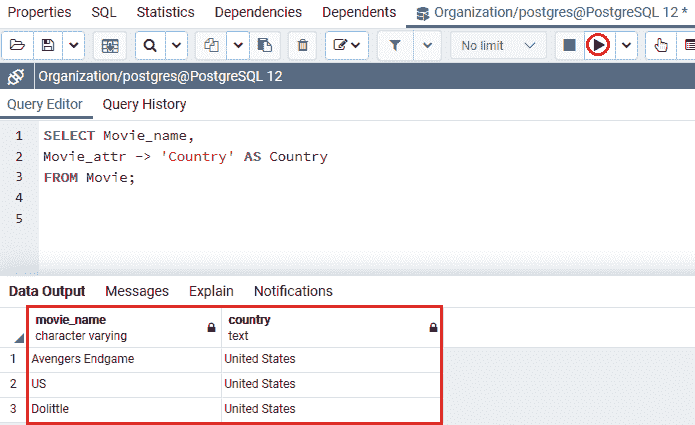 Properties SQL Statistics Dependencies Dependents Organization/postgres@PostgreSQL 12 *
No limit
Organization/postgres@PostgreSQL 12
Query Editor Query History
1 SELECT Movie_name,
2 Movie_attr -> 'Country' AS Country
3 FROM Movie;
4
5
Data Output Messages Explain Notifications
movie_name country
character varying text
1 Avengers Endgame United States
2 US United States
3 Dolittle United States